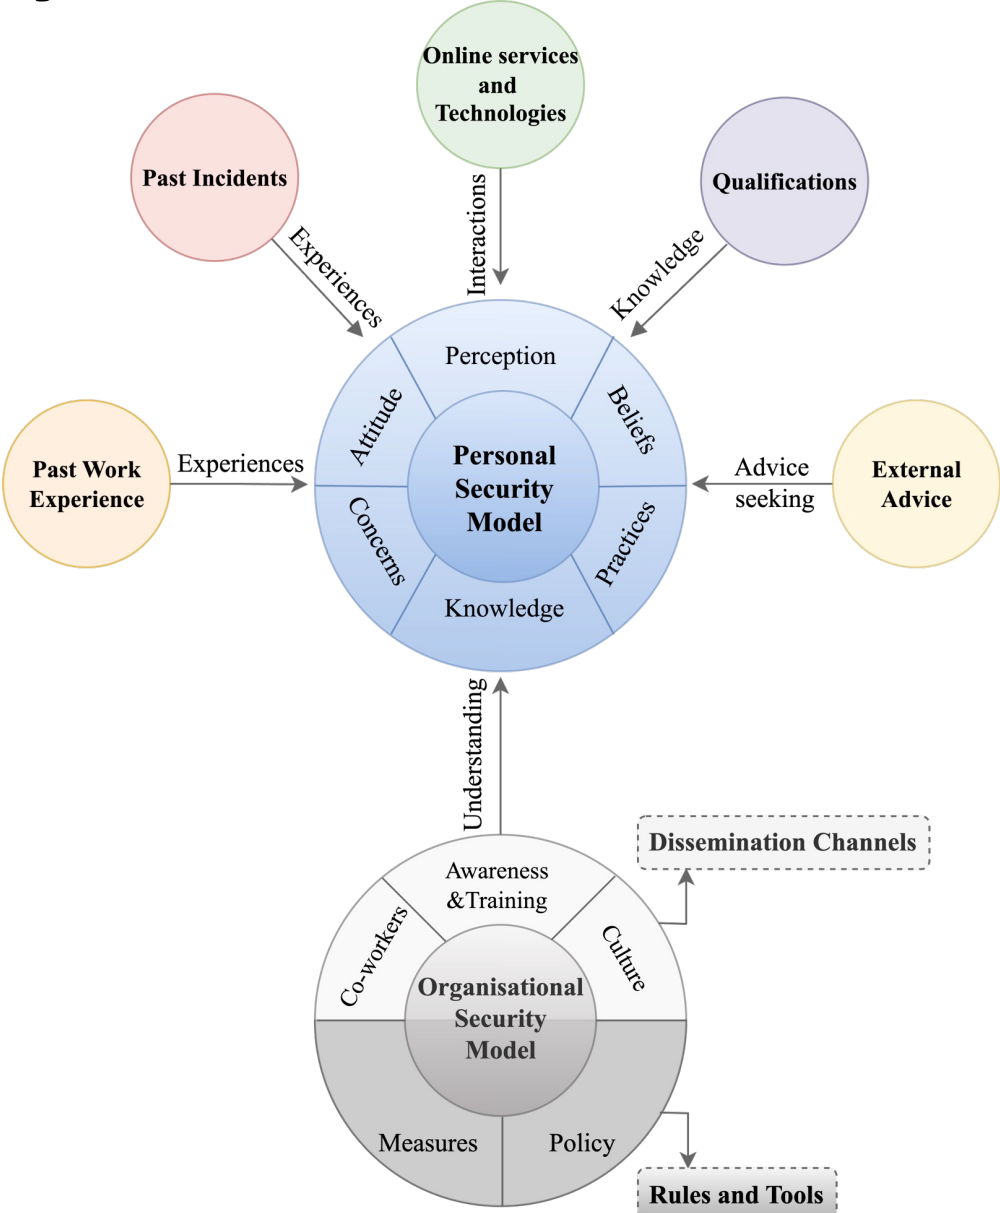 Online services
and
Technologies
Past Incidents
Qualifications
Experiences
Interactions
Knowledge
Perception
Attitude
Beliefs
Past Work
Experience
Experiences
Personal
Security
Model
Advice
seeking
External
Advice
Concerns
Practices
Knowledge
Understanding
Dissemination Channels
Awareness
&Training
Co-workers
Culture
Organisational
Security
Model
Measures
Policy
Rules and Tools